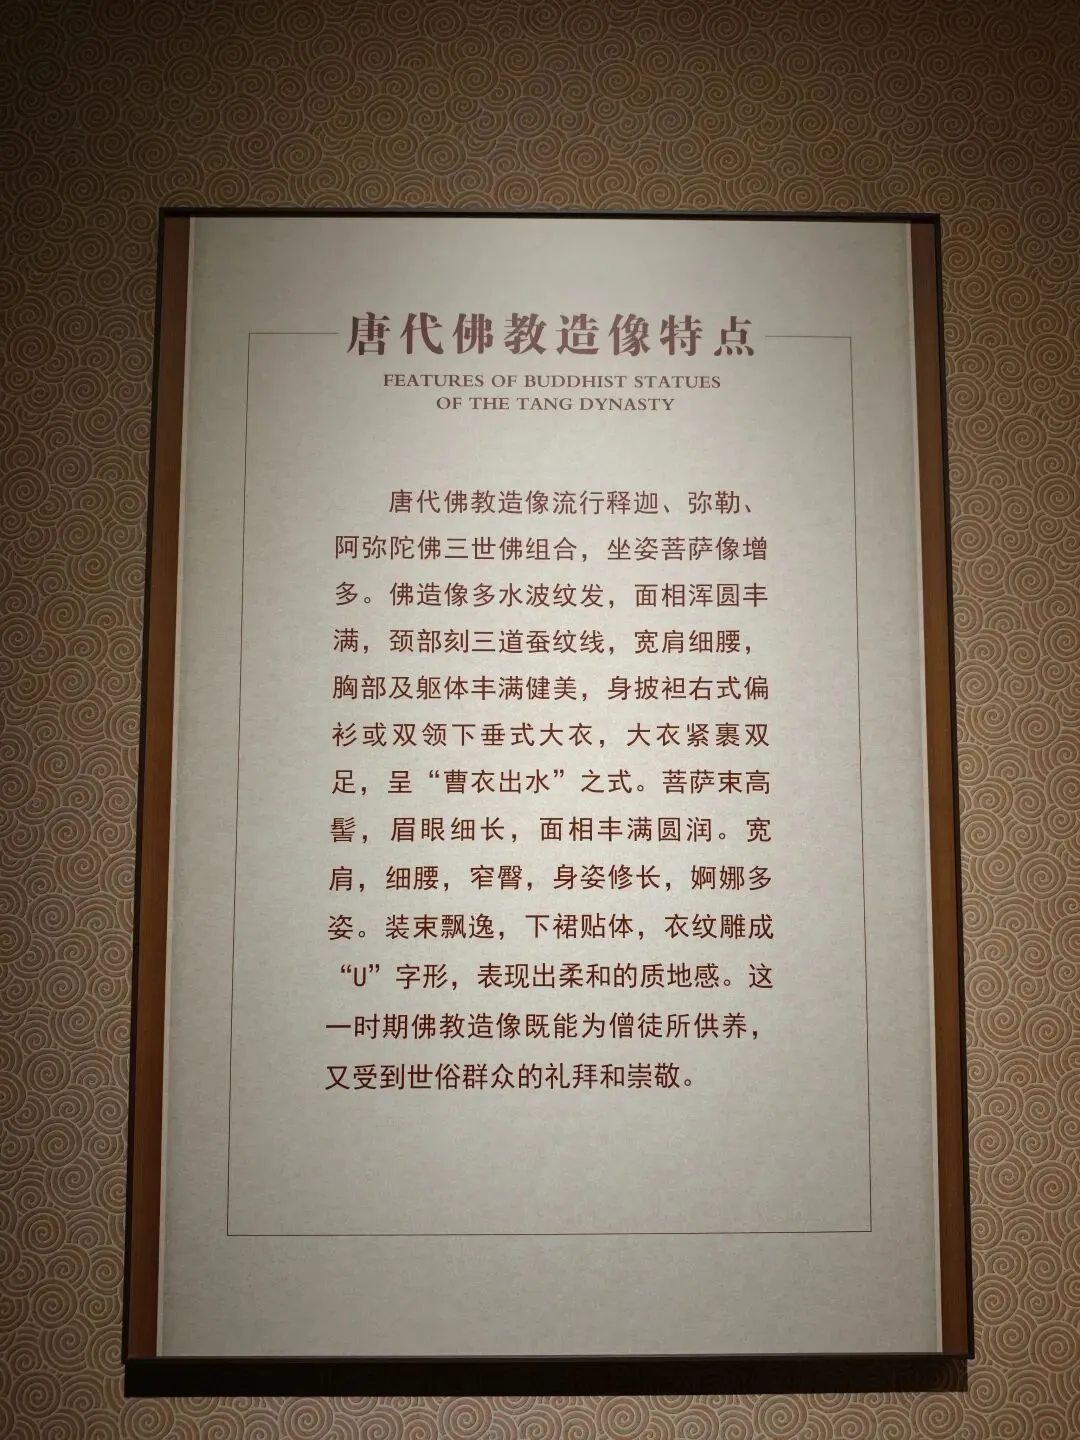 唐代佛教造像特点
FEATURES OF BUDDHIST STATUES
OF THE TANG DYNASTY
唐代佛教造像流行释迦、弥勒、
阿弥陀佛三世佛组合，坐姿菩萨像增
多。佛造像多水波纹发，面相浑圆丰
满，颈部刻三道蚕纹线，宽肩细腰，
胸部及躯体丰满健美，身披袒右式偏
衫或双领下垂式大衣，大衣紧裹双
足，呈“曹衣出水”之式。菩萨束高
髻，眉眼细长，面相丰满圆润。宽
肩，细腰，窄臀，身姿修长，婀娜多
姿。装束飘逸，下裙贴体，衣纹雕成
“U”字形，表现出柔和的质地感。这
一时期佛教造像既能为僧徒所供养，
又受到世俗群众的礼拜和崇敬。